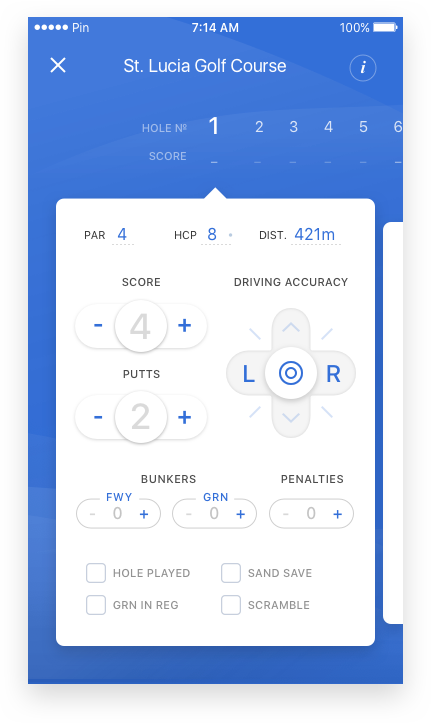 Pin 7:14 AM 100%
St. Lucia Golf Course i
HOLE Nº 1 2 3 4 5 6
SCORE – – – – – –
PAR 4 HCP 8 DIST. 421m
SCORE DRIVING ACCURACY
- 4 +
L R
PUTTS
- 2 +
BUNKERS PENALTIES
FWY GRN
- 0 + - 0 + - 0 +
HOLE PLAYED SAND SAVE
GRN IN REG SCRAMBLE